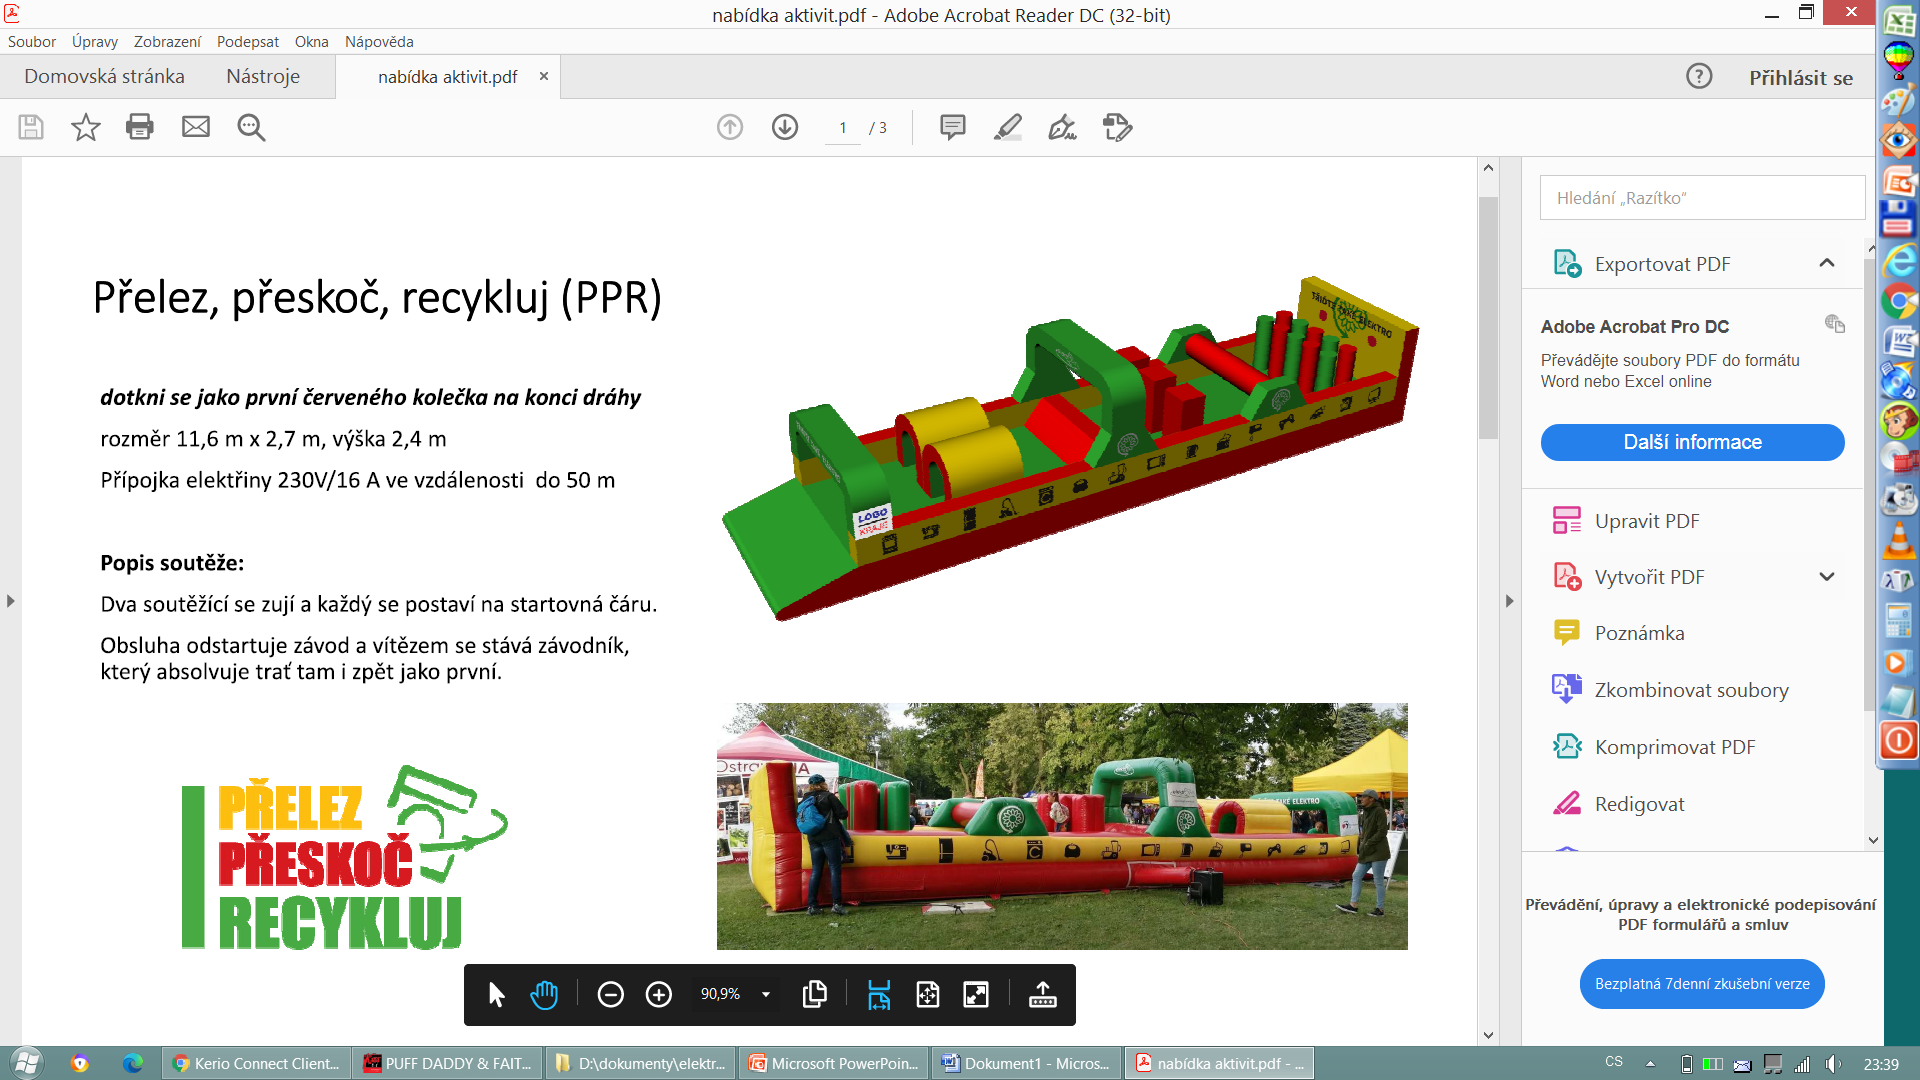 nabídka aktivit.pdf - Adobe Acrobat Reader DC (32-bit)
Soubor Úpravy Zobrazení Podepsat Okna Nápověda
Domovská stránka Nástroje nabídka aktivit.pdf × Přihlásit se
1 / 3
Přelez, přeskoč, recykluj (PPR)
dotkni se jako první červeného kolečka na konci dráhy
rozměr 11,6 m x 2,7 m, výška 2,4 m
Přípojka elektřiny 230V/16 A ve vzdálenosti do 50 m
Popis soutěže:
Dva soutěžící se zují a každý se postaví na startovná čáru.
Obsluha odstartuje závod a vítězem se stává závodník,
který absolvuje trať tam i zpět jako první.
LOGO
KRAJE
PŘELEZ
PŘESKOČ
RECYKLUJ
90,9%
Hledání „Razítko“
Exportovat PDF
Adobe Acrobat Pro DC
Převádějte soubory PDF do formátu
Word nebo Excel online
Další informace
Upravit PDF
Vytvořit PDF
Poznámka
Zkombinovat soubory
Komprimovat PDF
Redigovat
Převádění, úpravy a elektronické podepisování
PDF formulářů a smluv
Bezplatná 7denní zkušební verze
Kerio Connect Client... PUFF DADDY & FAIT... D:\dokumenty\elektr... Microsoft PowerPoin... Dokument1 - Micros... nabídka aktivit.pdf - ... CS 23:39